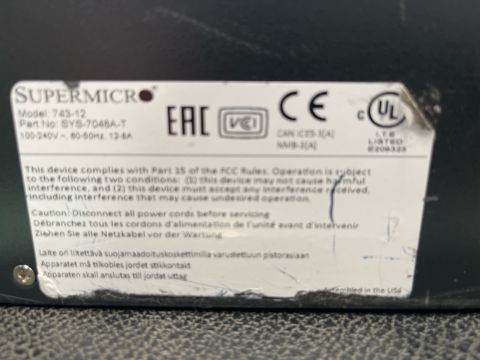 SUPERMICRO
Model: 743-12
Part No: SYS-7048A-T
100-240V ~, 60-50Hz, 12-8A
EAC
VCI
CE
CAN ICES-3(A)
NMB-3(A)
C UL
I.T.E
LISTED
E209323
This device complies with Part 15 of the FCC Rules. Operation is subject
to the following two conditions: (1) this device may not cause harmful
interference, and (2) this device must accept any interference received,
including interference that may cause undesired operation.
Caution: Disconnect all power cords before servicing
Débranchez tous les cordons d'alimentation de l'unité avant d'intervenir
Ziehen Sie alle Netzkabel vor der Wartung
Laite on liitettävä suojamaadoituskoskettimilla varustettuun pistorasiaan
Apparatet må tilkobles jordet stikkontakt
Apparaten skall anslutas till jordat uttag
Assembled in the USA